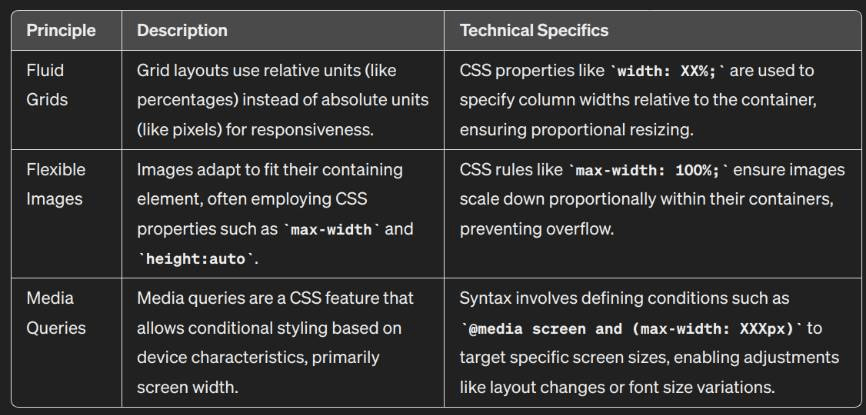 Principle
Description
Technical Specifics
Fluid
Grids
Grid layouts use relative units (like
percentages) instead of absolute units
(like pixels) for responsiveness.
CSS properties like `width: XX%;` are used to
specify column widths relative to the container,
ensuring proportional resizing.
Flexible
Images
Images adapt to fit their containing
element, often employing CSS
properties such as `max-width` and
`height:auto`.
CSS rules like `max-width: 100%;` ensure images
scale down proportionally within their containers,
preventing overflow.
Media
Queries
Media queries are a CSS feature that
allows conditional styling based on
device characteristics, primarily
screen width.
Syntax involves defining conditions such as
`@media screen and (max-width: XXXpx)` to
target specific screen sizes, enabling adjustments
like layout changes or font size variations.